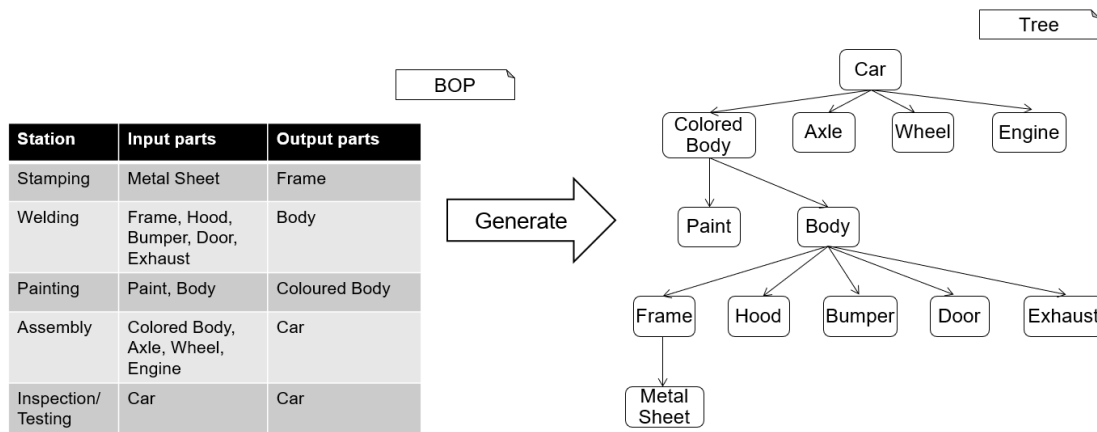 Tree
BOP
Station Input parts Output parts
Stamping Metal Sheet Frame
Welding Frame, Hood, Body
Bumper, Door,
Exhaust
Painting Paint, Body Coloured Body
Assembly Colored Body, Car
Axle, Wheel,
Engine
Inspection/ Car Car
Testing
Generate
Car
Colored
Body
Axle
Wheel
Engine
Paint
Body
Frame
Hood
Bumper
Door
Exhaust
Metal
Sheet